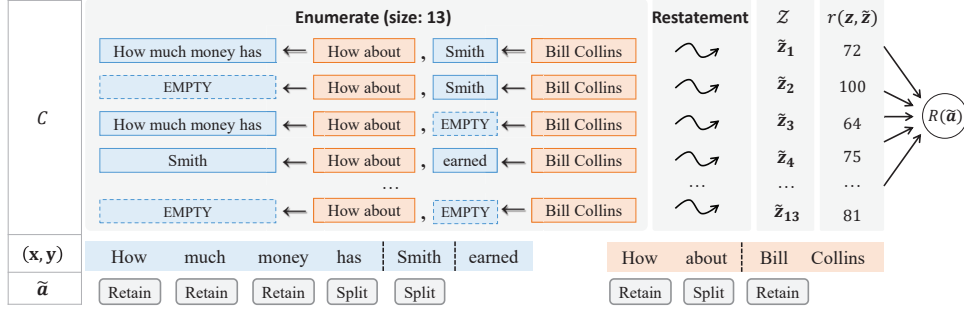 Enumerate (size: 13) Restatement 𝒵 r(z, z̃)
How much money has ← How about , Smith ← Bill Collins z̃₁ 72
EMPTY ← How about , Smith ← Bill Collins z̃₂ 100
How much money has ← How about , EMPTY ← Bill Collins z̃₃ 64
Smith ← How about , earned ← Bill Collins z̃₄ 75
... ... ... ...
EMPTY ← How about , EMPTY ← Bill Collins z̃₁₃ 81
C
R(ã)
(x, y) How much money has Smith earned How about Bill Collins
ã Retain Retain Retain Split Split Retain Split Retain